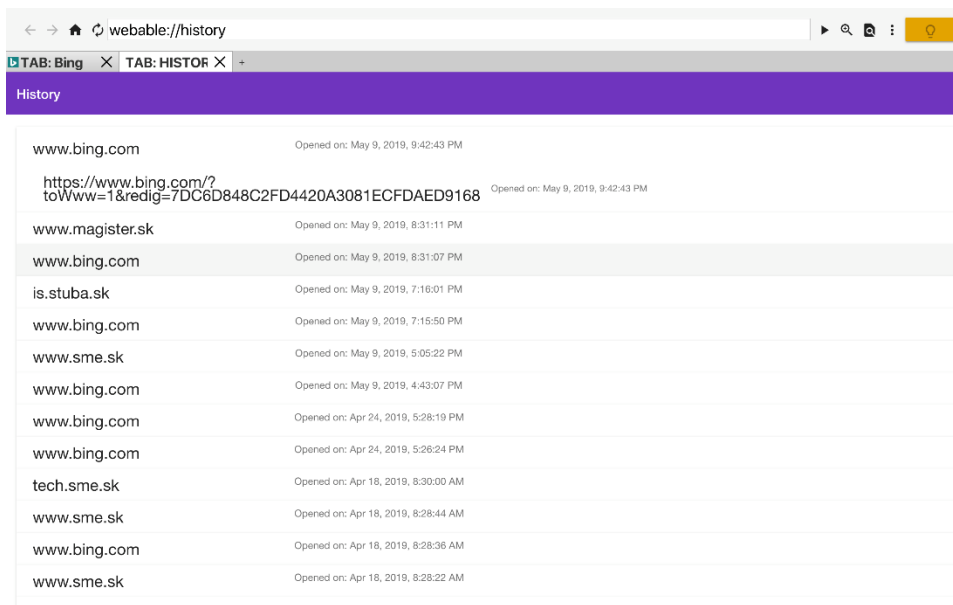 webable://history
TAB: Bing
TAB: HISTOR
+
History
www.bing.com Opened on: May 9, 2019, 9:42:43 PM
https://www.bing.com/?
toWww=1&redig=7DC6D848C2FD4420A3081ECFDAED9168 Opened on: May 9, 2019, 9:42:43 PM
www.magister.sk Opened on: May 9, 2019, 8:31:11 PM
www.bing.com Opened on: May 9, 2019, 8:31:07 PM
is.stuba.sk Opened on: May 9, 2019, 7:16:01 PM
www.bing.com Opened on: May 9, 2019, 7:15:50 PM
www.sme.sk Opened on: May 9, 2019, 5:05:22 PM
www.bing.com Opened on: May 9, 2019, 4:43:07 PM
www.bing.com Opened on: Apr 24, 2019, 5:28:19 PM
www.bing.com Opened on: Apr 24, 2019, 5:26:24 PM
tech.sme.sk Opened on: Apr 18, 2019, 8:30:00 AM
www.sme.sk Opened on: Apr 18, 2019, 8:28:44 AM
www.bing.com Opened on: Apr 18, 2019, 8:28:36 AM
www.sme.sk Opened on: Apr 18, 2019, 8:28:22 AM